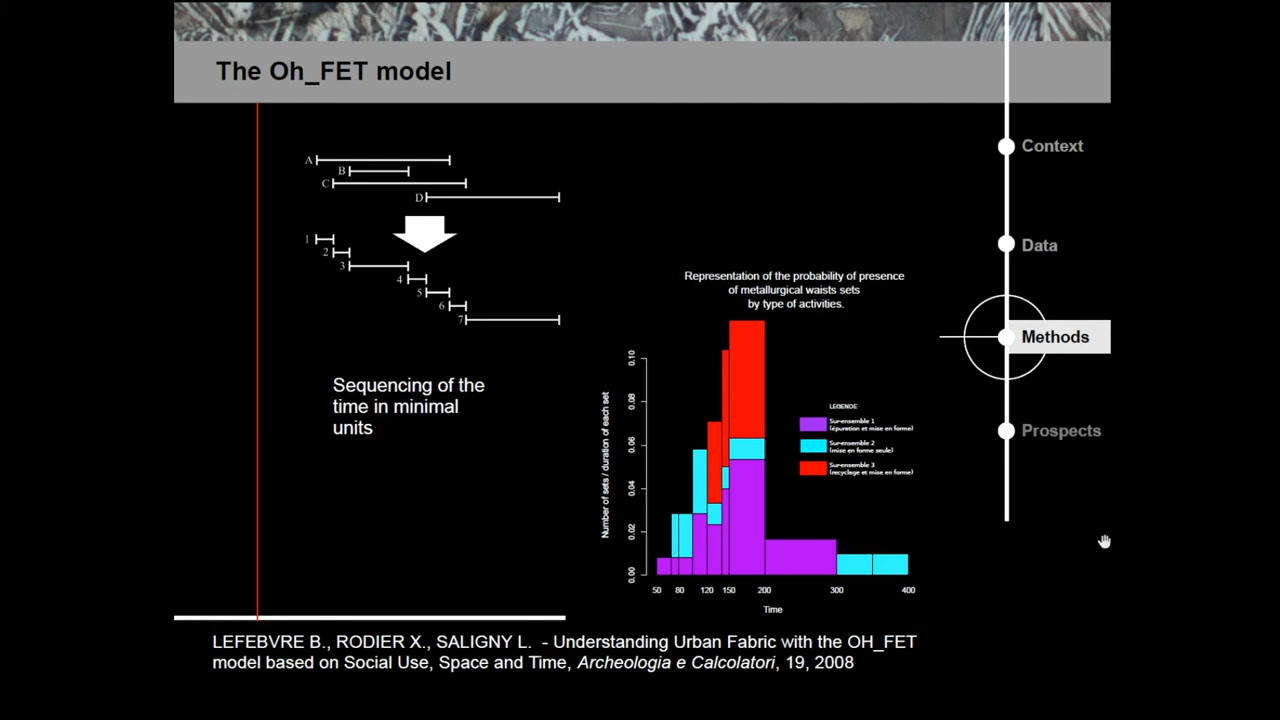 The Oh_FET model
A
B
C
D
1
2
3
4
5
6
7
Sequencing of the
time in minimal
units
Representation of the probability of presence
of metallurgical waists sets
by type of activities.
Number of sets / duration of each set
0.10
0.08
0.06
0.04
0.02
0.00
50 80 120 150 200 300 400
Time
LEGENDE
Sur-ensemble 1
(épuration et mise en forme)
Sur-ensemble 2
(mise en forme seule)
Sur-ensemble 3
(recyclage et mise en forme)
Context
Data
Methods
Prospects
LEFEBVRE B., RODIER X., SALIGNY L. - Understanding Urban Fabric with the OH_FET
model based on Social Use, Space and Time, Archeologia e Calcolatori, 19, 2008